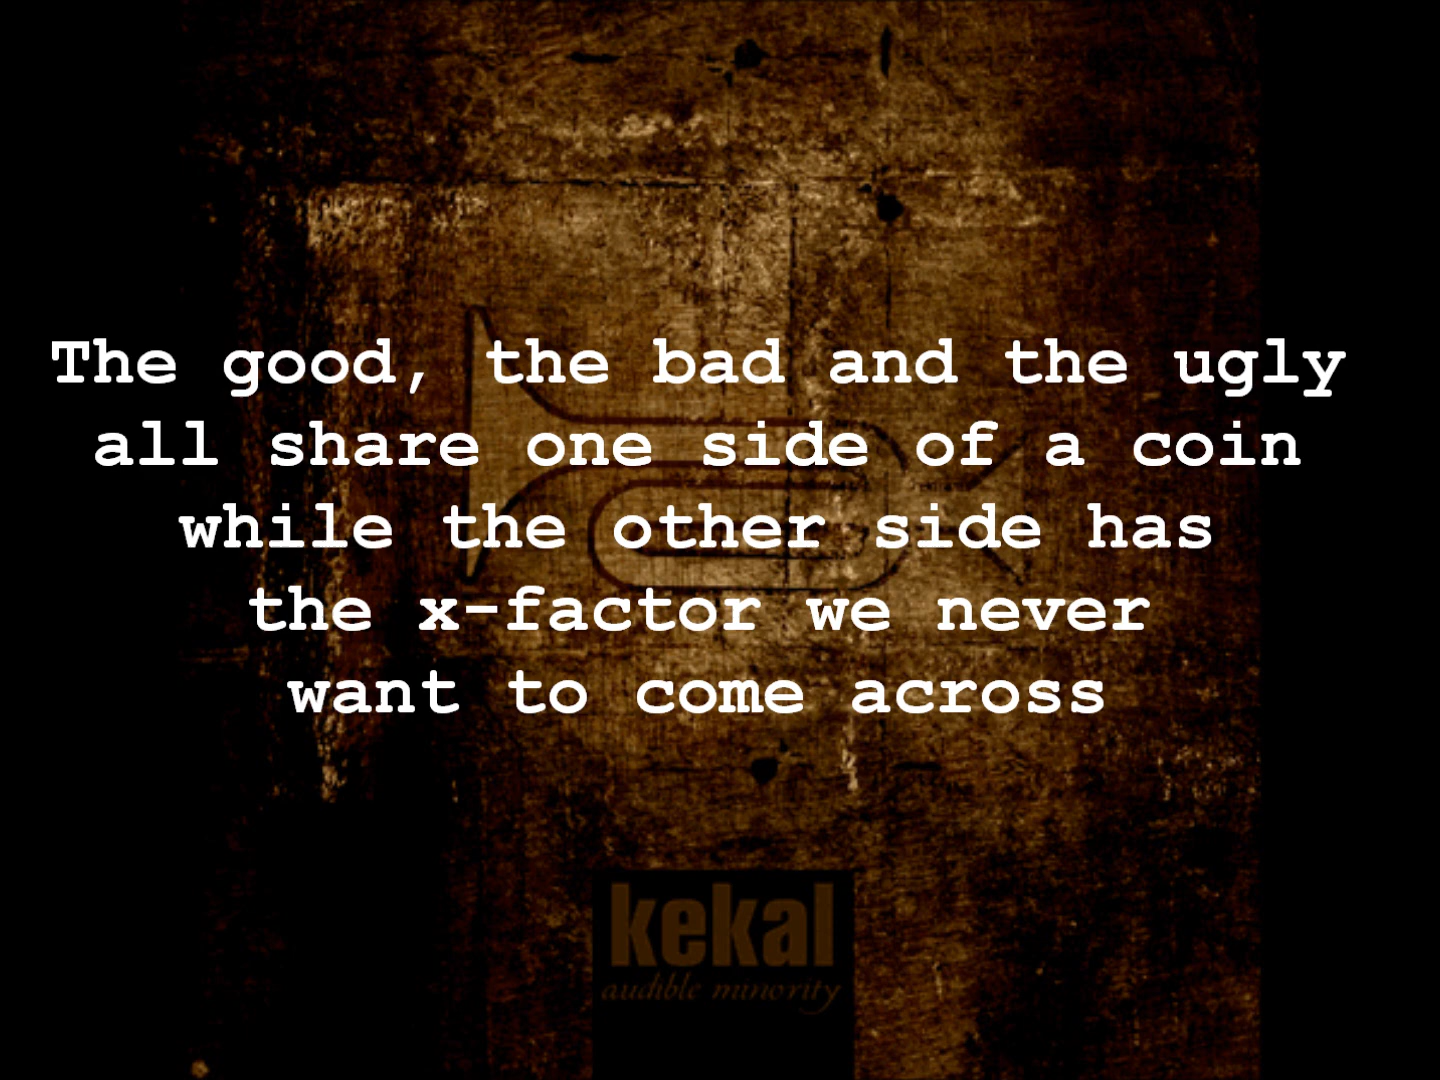 The good, the bad and the ugly
all share one side of a coin
while the other side has
the x-factor we never
want to come across
kekal
audible minority